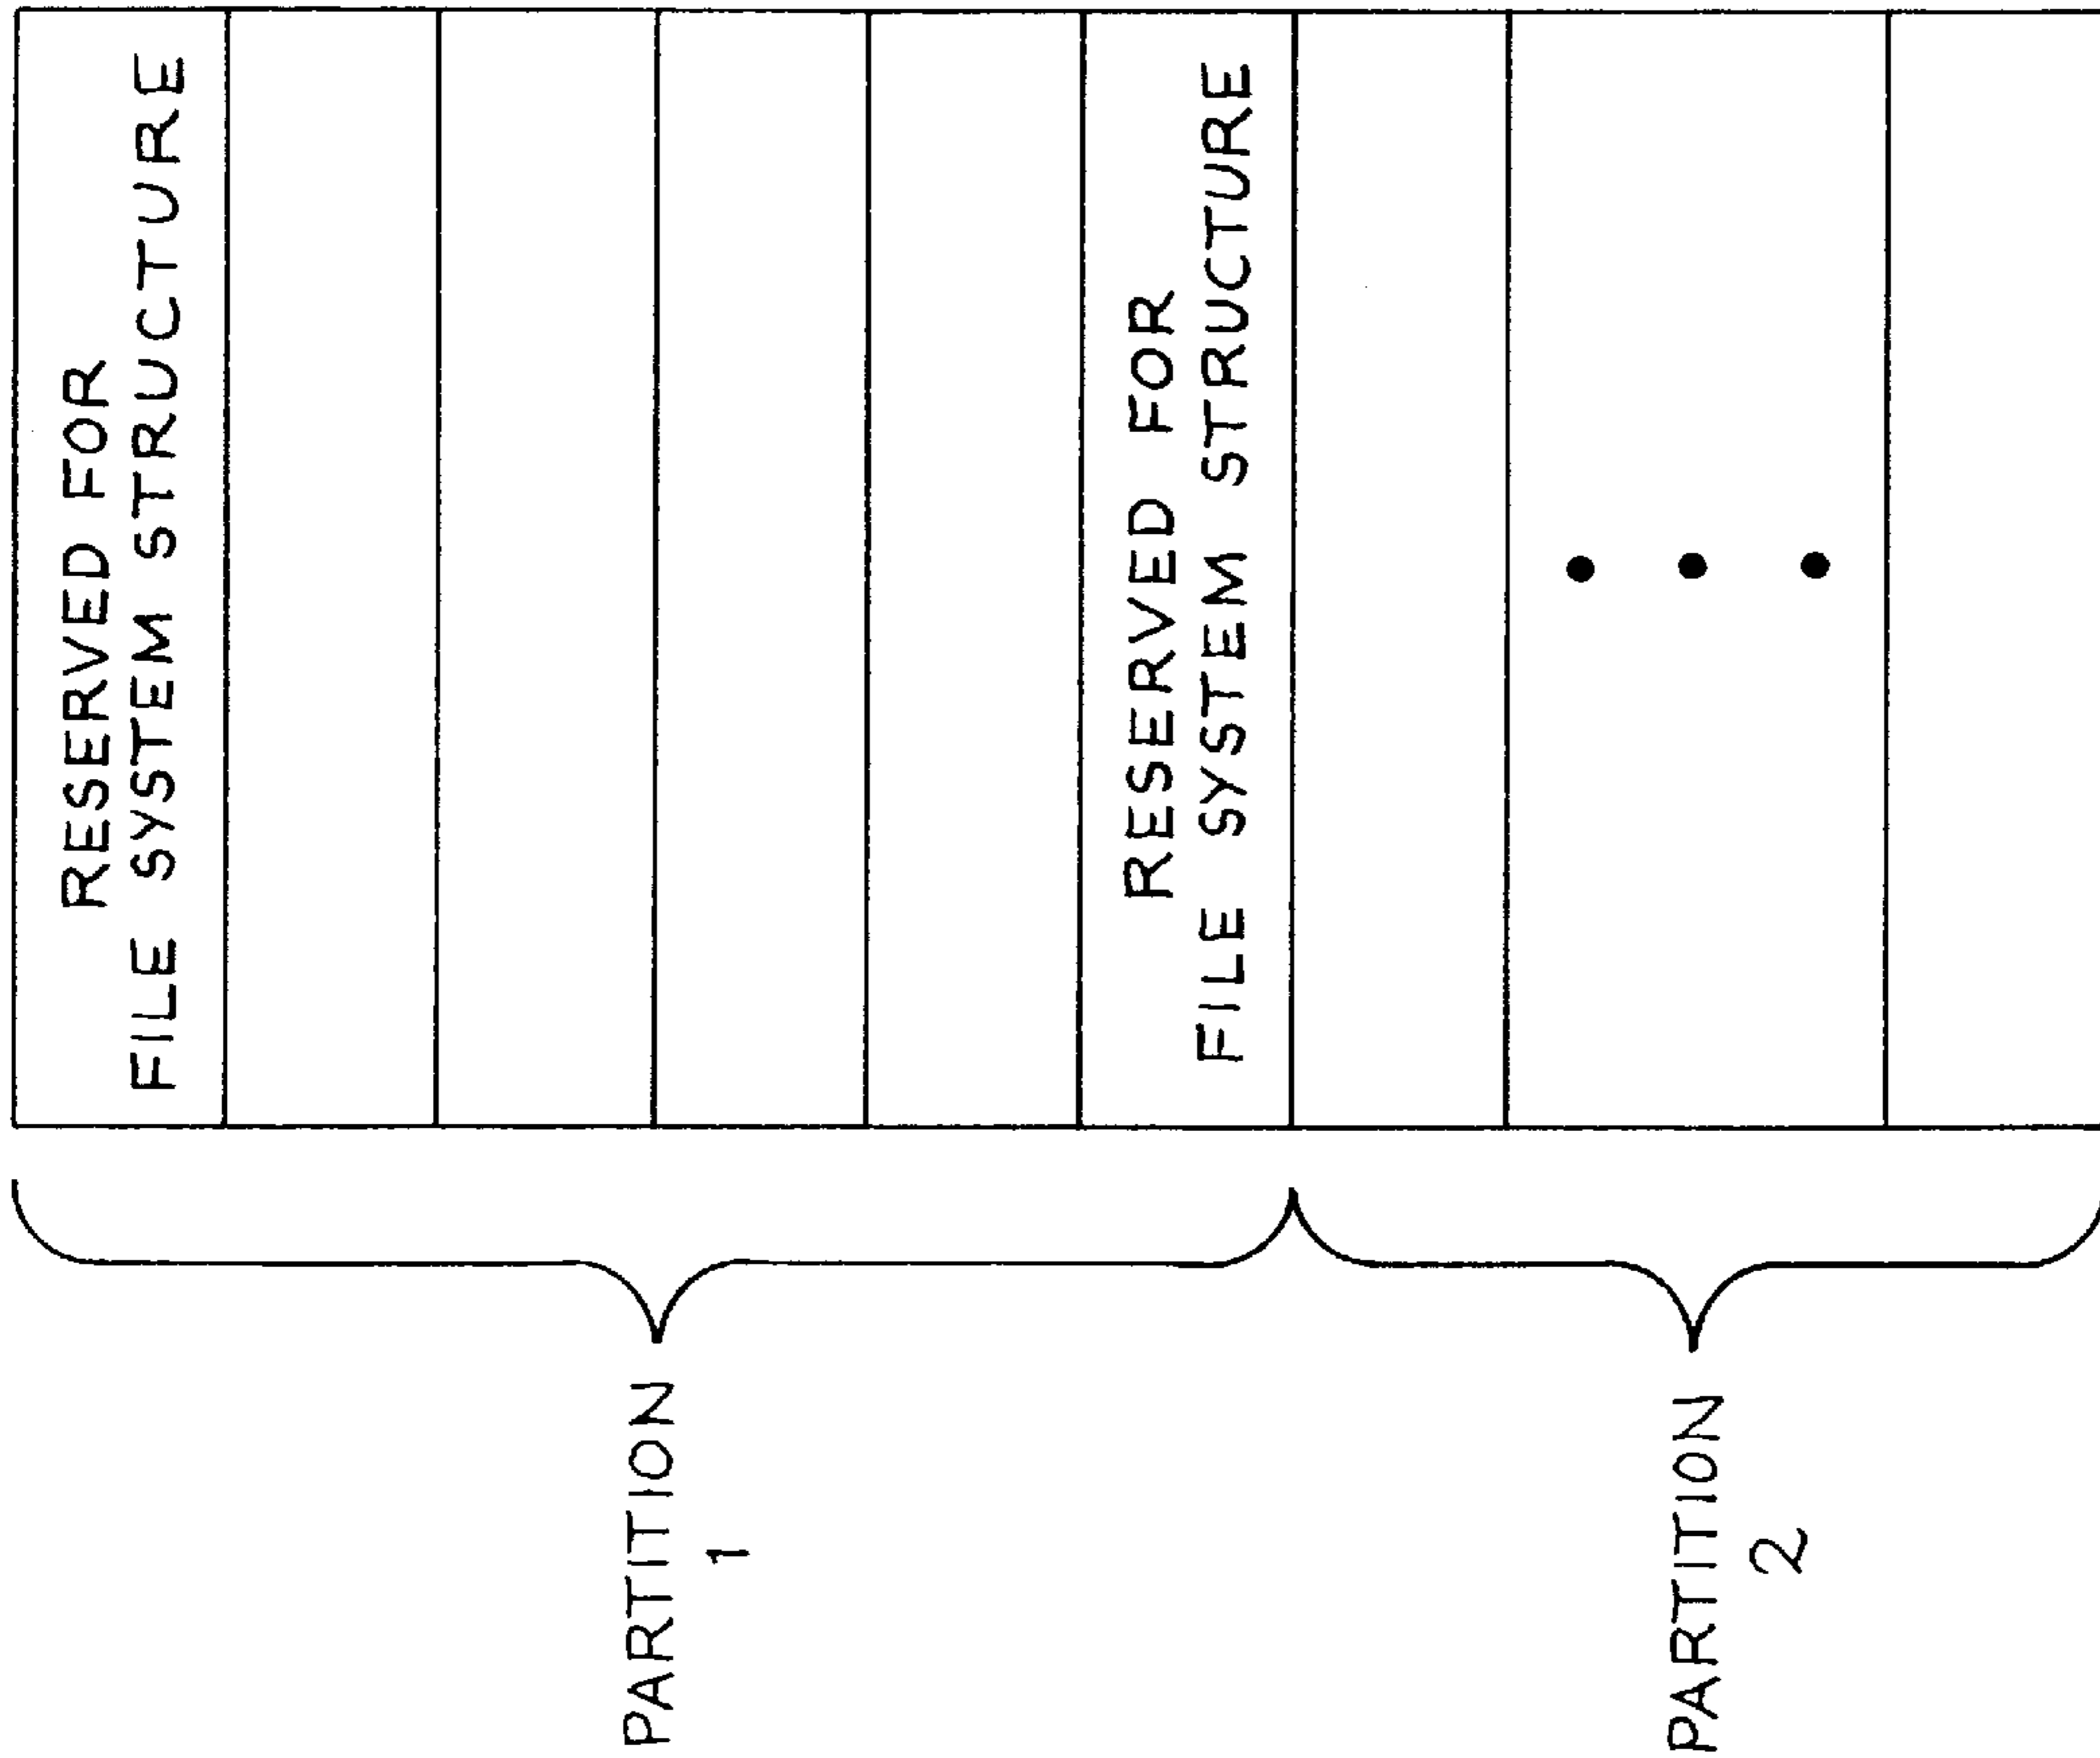 RESERVED FOR
FILE SYSTEM STRUCTURE
RESERVED FOR
FILE SYSTEM STRUCTURE
PARTITION
1
PARTITION
2